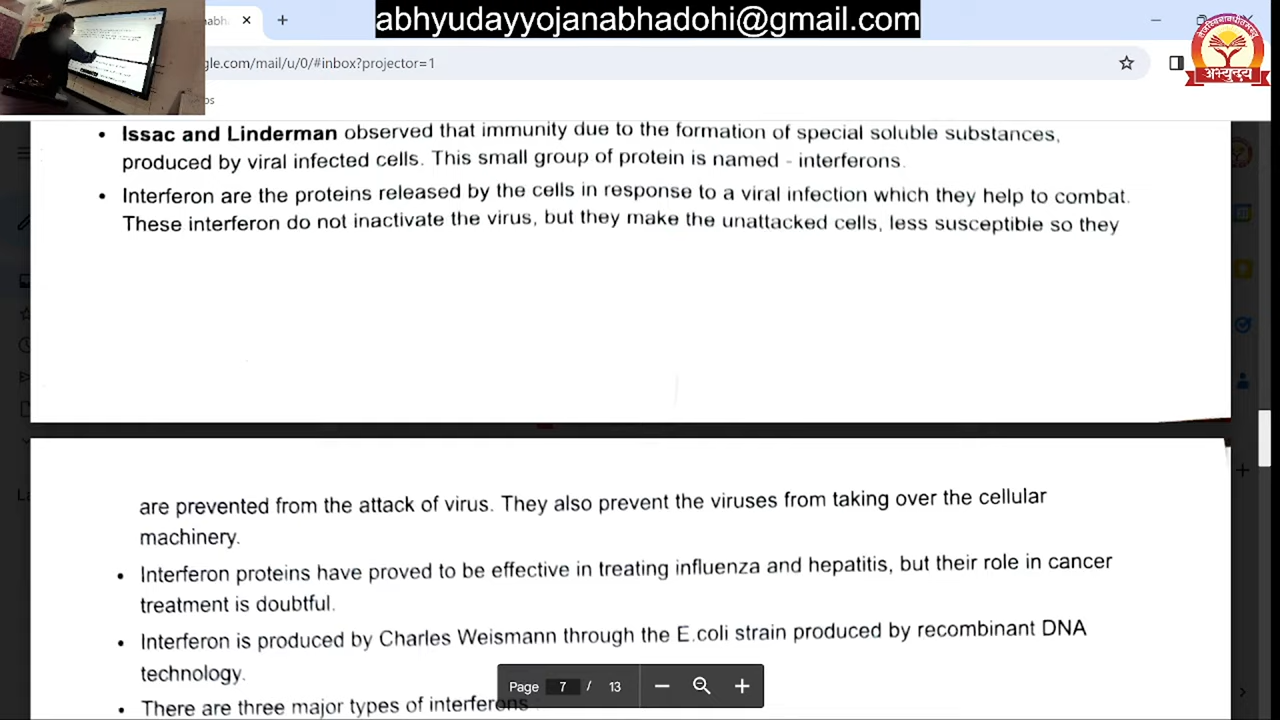 abhyudayyojanabhadohi@gmail.com
gle.com/mail/u/0/#inbox?projector=1
अभ्युदय
• Issac and Linderman observed that immunity due to the formation of special soluble substances,
produced by viral infected cells. This small group of protein is named - interferons.
• Interferon are the proteins released by the cells in response to a viral infection which they help to combat.
These interferon do not inactivate the virus, but they make the unattacked cells, less susceptible so they
are prevented from the attack of virus. They also prevent the viruses from taking over the cellular
machinery.
• Interferon proteins have proved to be effective in treating influenza and hepatitis, but their role in cancer
treatment is doubtful.
• Interferon is produced by Charles Weismann through the E.coli strain produced by recombinant DNA
technology.
• There are three major types of interferons
Page 7 / 13